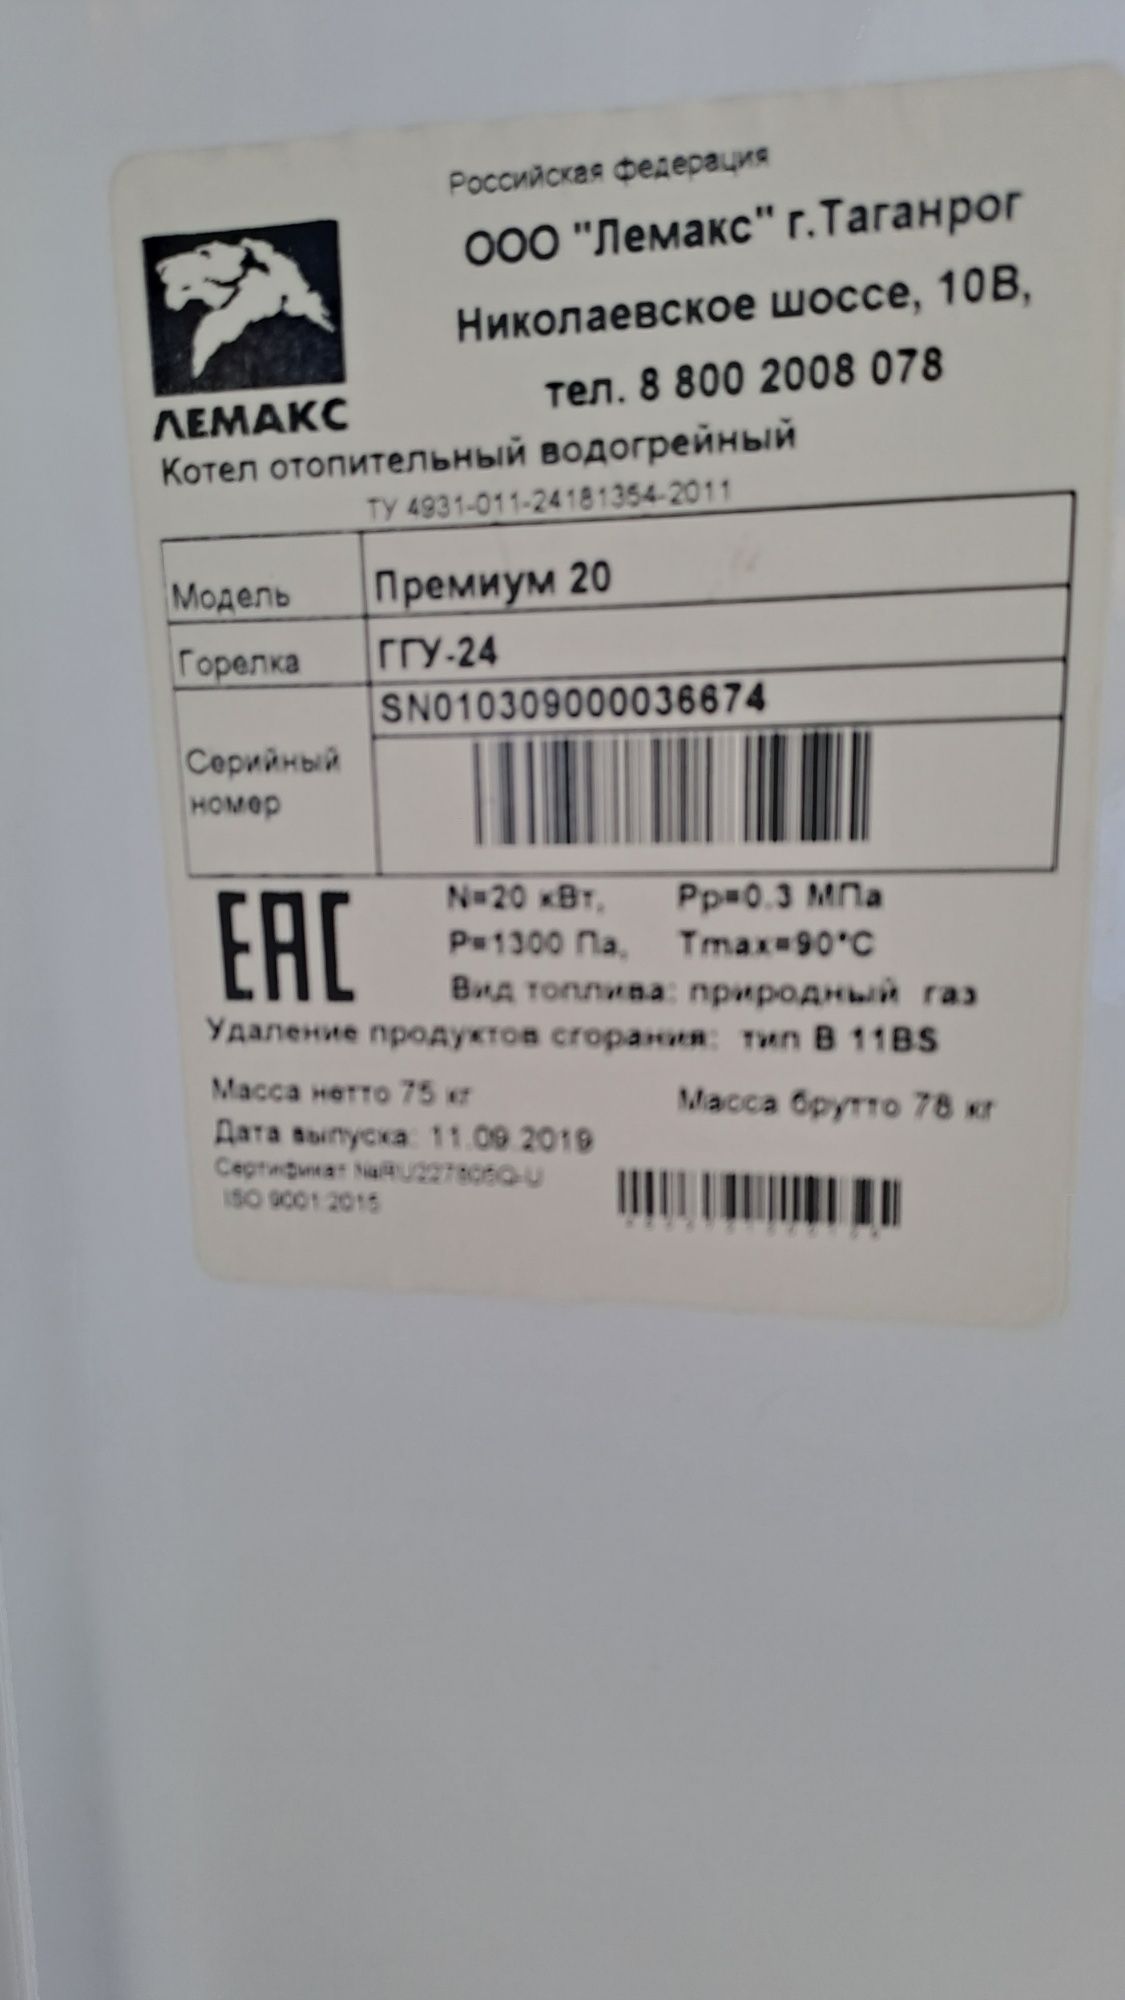 Российская федерация
ООО "Лемакс" г.Таганрог
Николаевское шоссе, 10В,
тел. 8 800 2008 078
ЛЕМАКС
Котел отопительный водогрейный
ТУ 4931-011-24181354-2011
Модель Премиум 20
Горелка ГГУ-24
SN010309000036674
Серийный
номер
EAC
N=20 кВт, Pp=0.3 МПа
P=1300 Па, Tmax=90°C
Вид топлива: природный газ
Удаление продуктов сгорания: тип В 11BS
Масса нетто 75 кг Масса брутто 78 кг
Дата выпуска: 11.09.2019
Сертификат
ISO 9001:2015